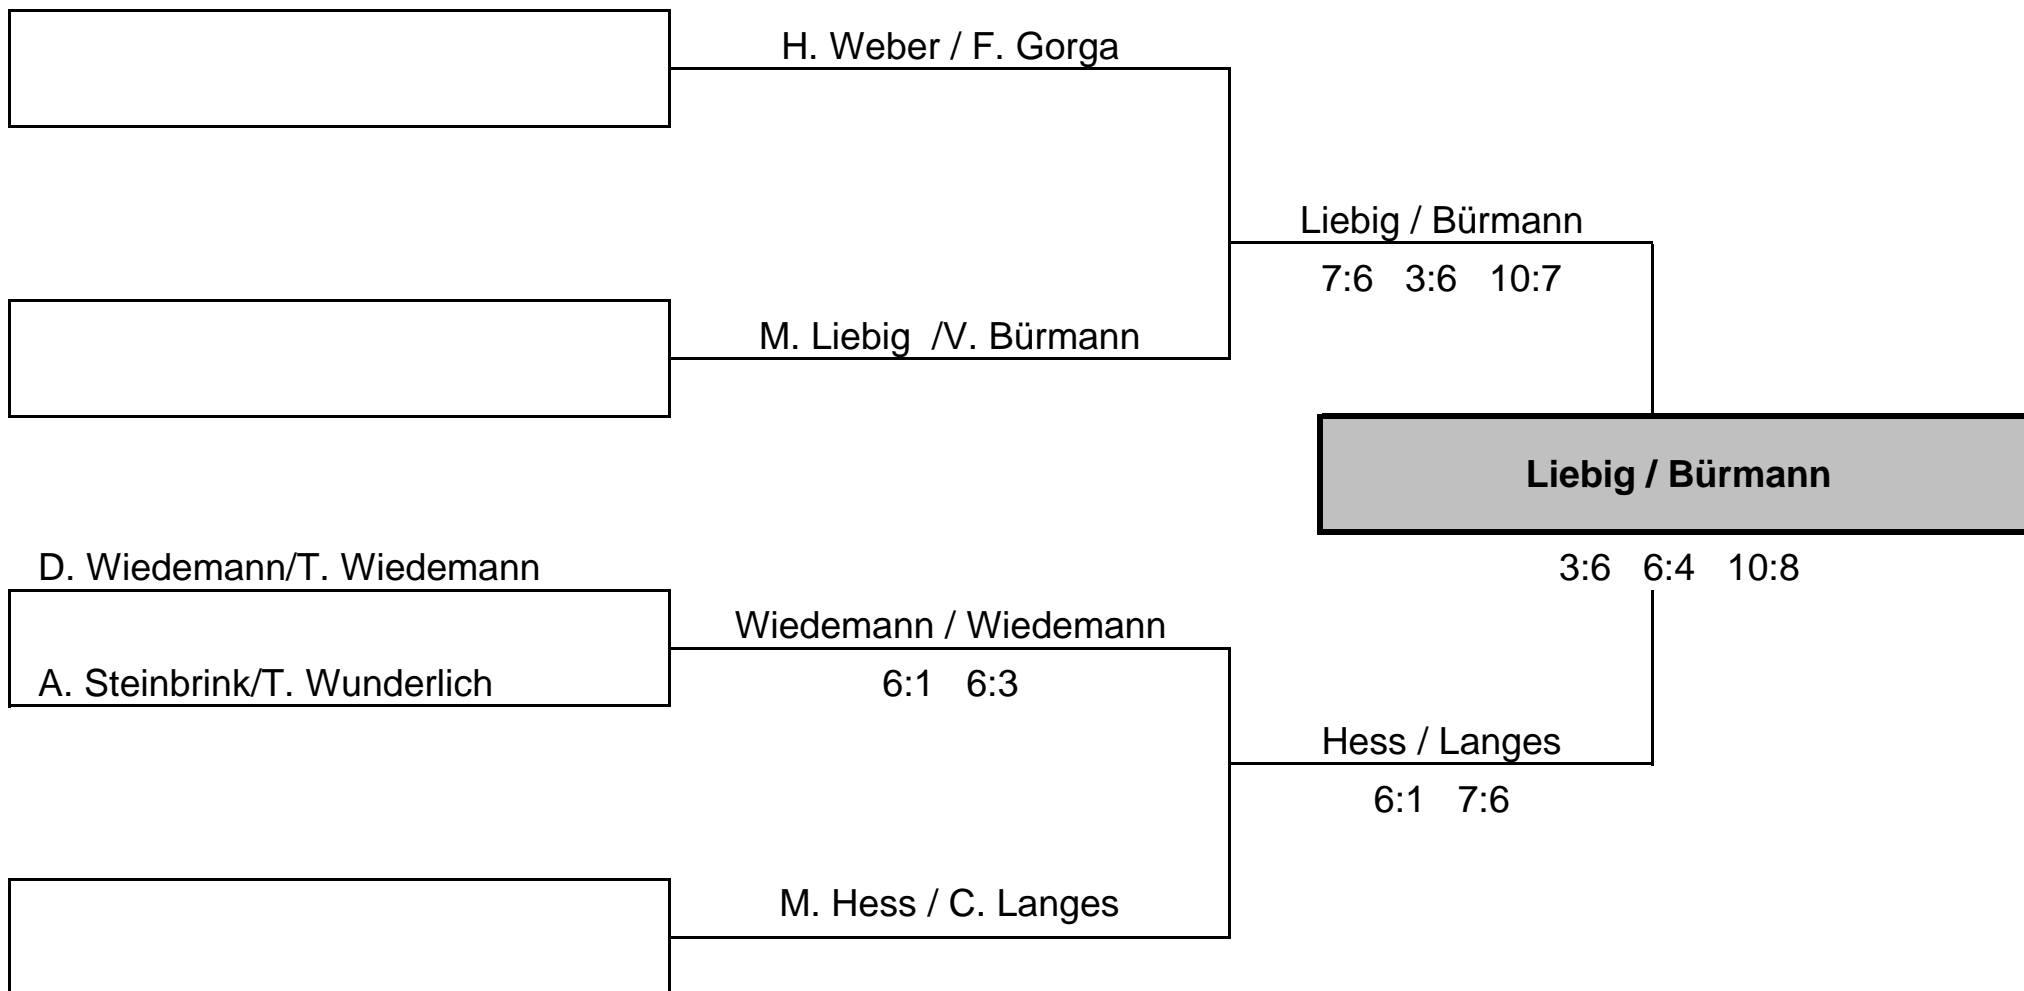 H. Weber / F. Gorga
Liebig / Bürmann
7:6 3:6 10:7
M. Liebig /V. Bürmann
Liebig / Bürmann
D. Wiedemann/T. Wiedemann
3:6 6:4 10:8
Wiedemann / Wiedemann
A. Steinbrink/T. Wunderlich
6:1 6:3
Hess / Langes
6:1 7:6
M. Hess / C. Langes